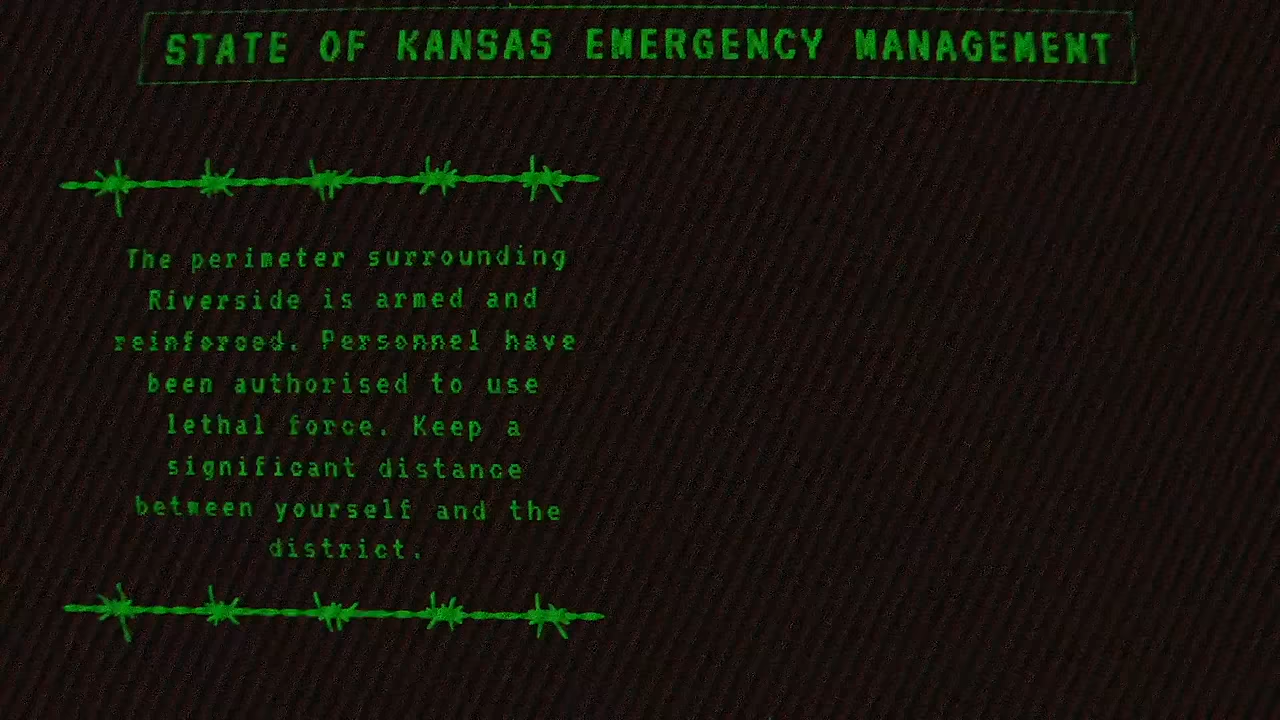 STATE OF KANSAS EMERGENCY MANAGEMENT
The perimeter surrounding
Riverside is armed and
reinforced. Personnel have
been authorised to use
lethal force. Keep a
significant distance
between yourself and the
district.